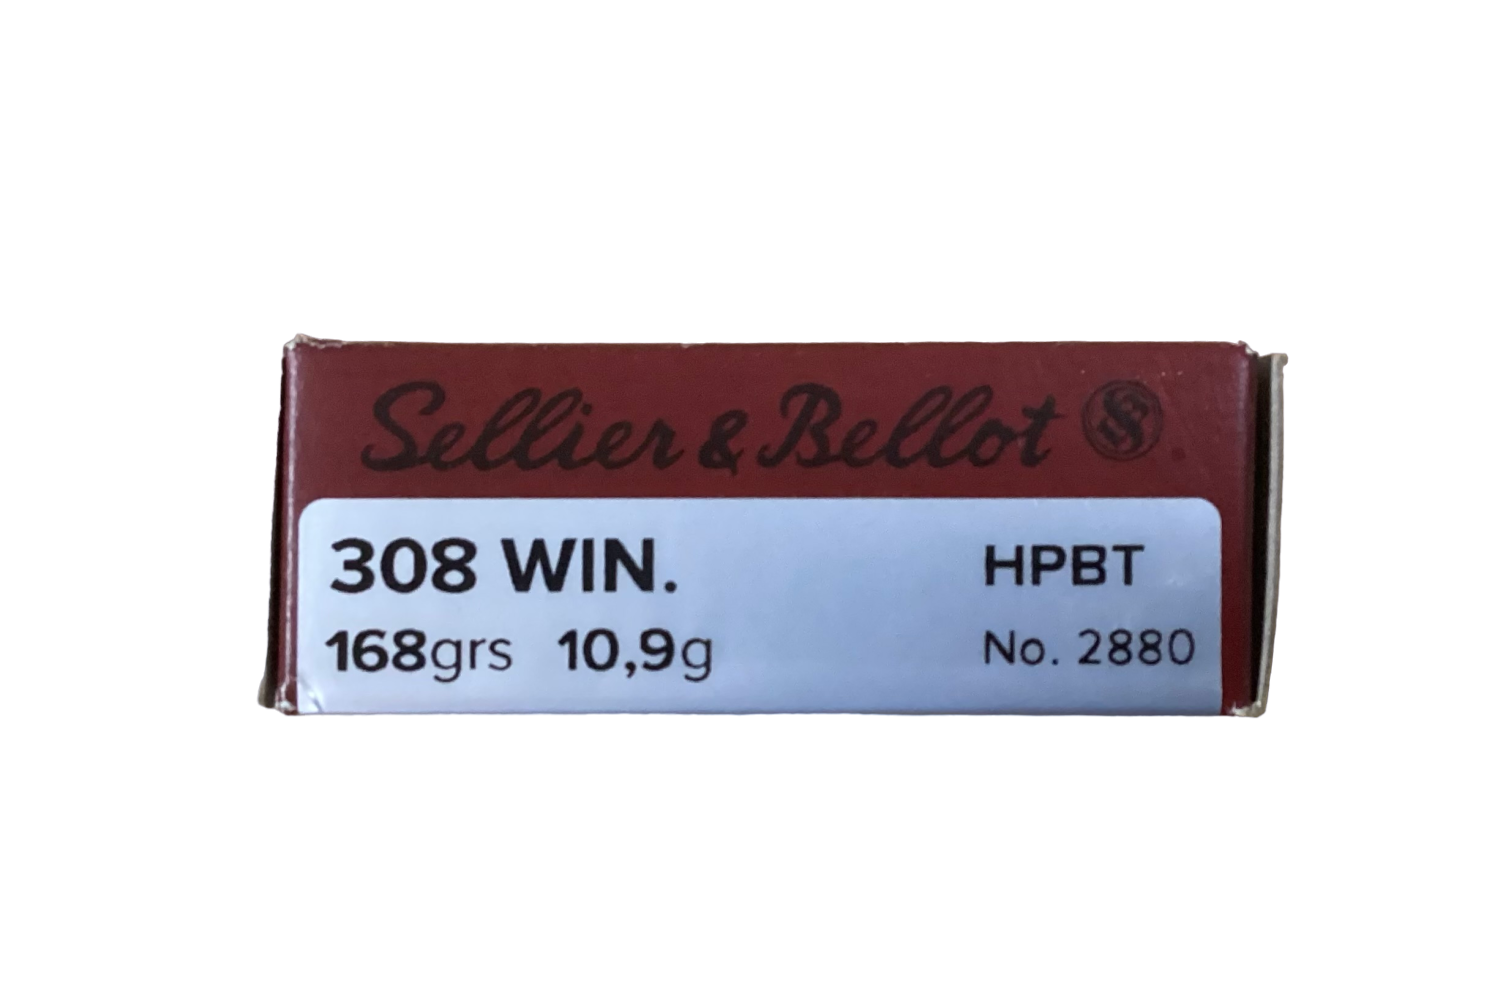 Sellier & Bellot
308 WIN. HPBT
168grs 10,9g No. 2880